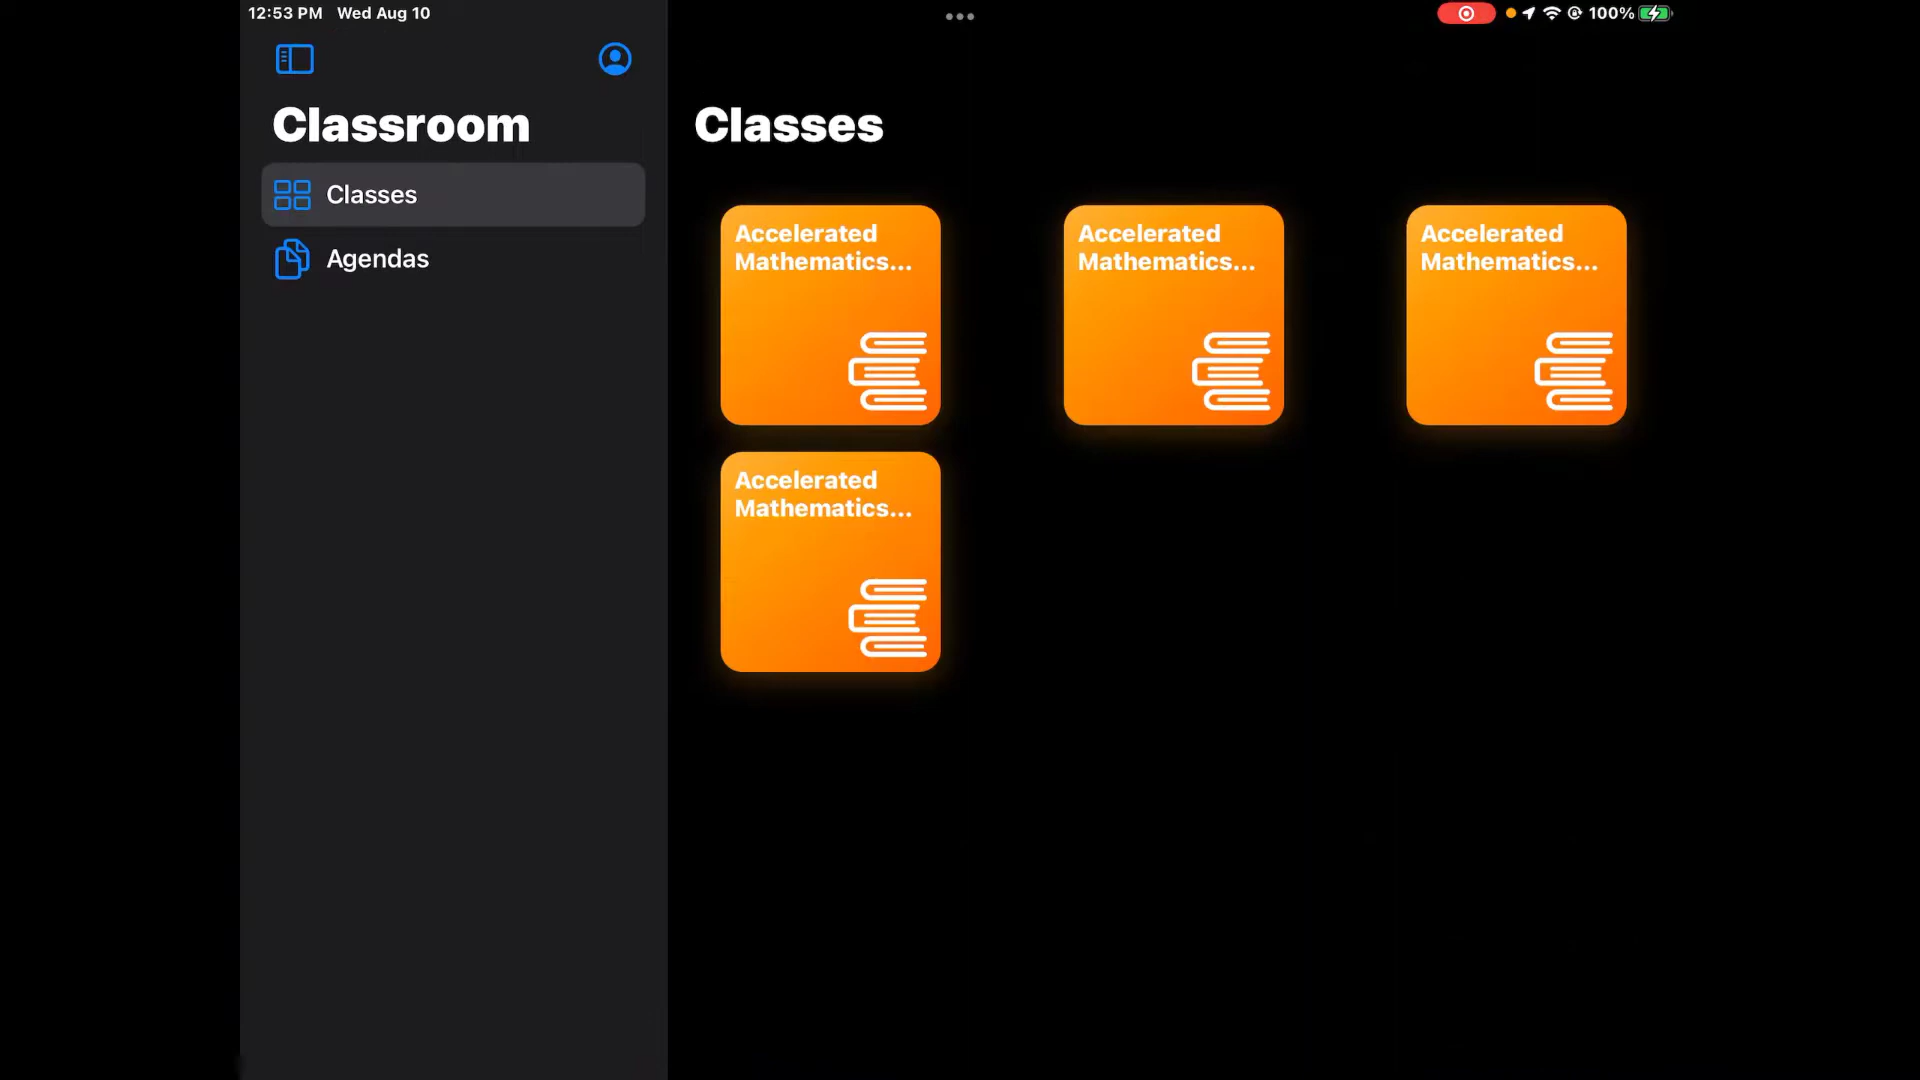 12:53 PM Wed Aug 10
100%
Classroom
Classes
Agendas
Classes
Accelerated
Mathematics...
Accelerated
Mathematics...
Accelerated
Mathematics...
Accelerated
Mathematics...